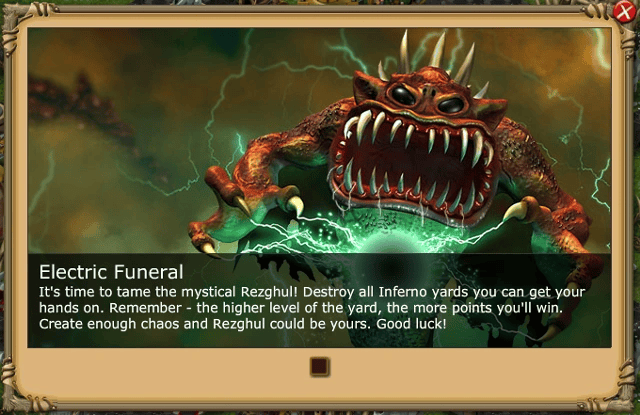 Electric Funeral
It's time to tame the mystical Rezghul! Destroy all Inferno yards you can get your
hands on. Remember - the higher level of the yard, the more points you'll win.
Create enough chaos and Rezghul could be yours. Good luck!